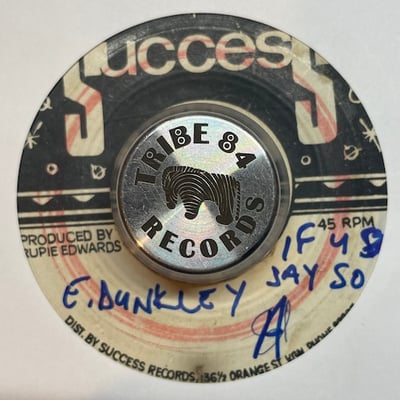 Success
TRIBE 84
RECORDS
PRODUCED BY
RUPIE EDWARDS
45 RPM
IF U S
E. DUNKLEY SAY SO
DIST. BY SUCCESS RECORDS, 136½ ORANGE ST. KGN. PHONE